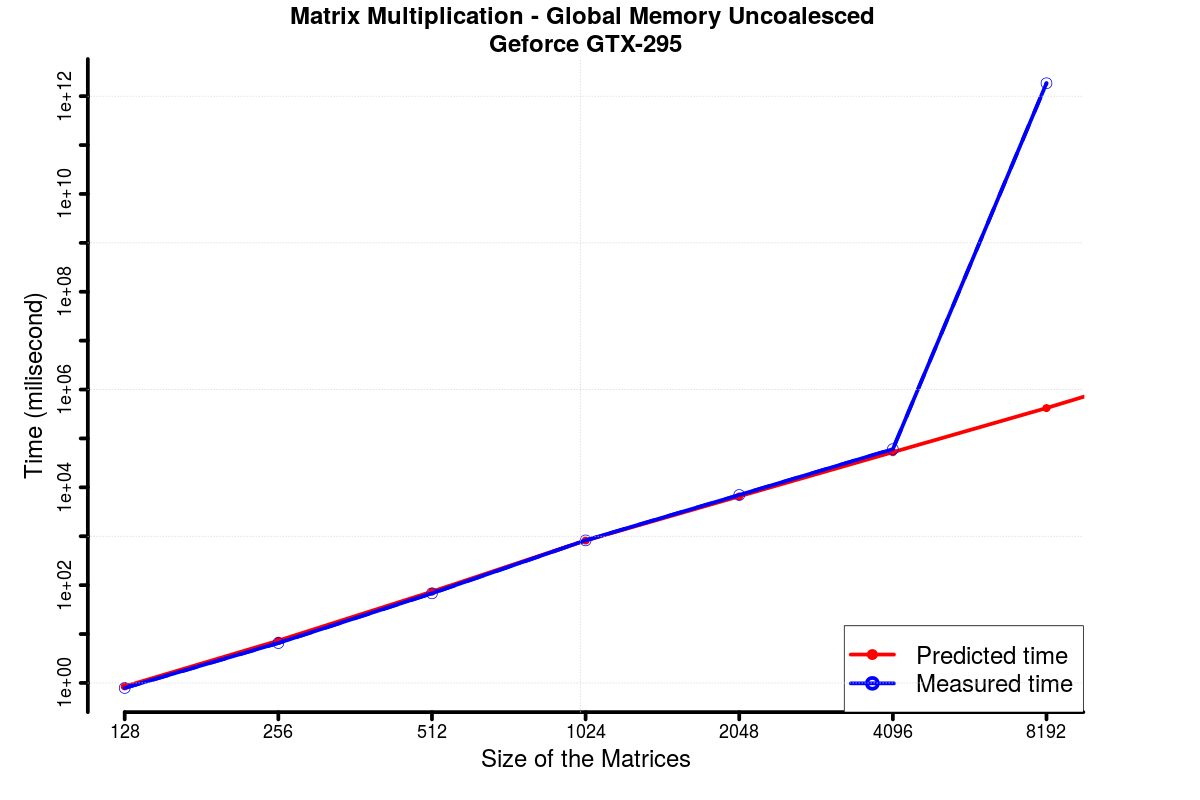 Matrix Multiplication - Global Memory Uncoalesced
Geforce GTX-295
Time (milisecond)
1e+12
1e+10
1e+08
1e+06
1e+04
1e+02
1e+00
Predicted time
Measured time
128 256 512 1024 2048 4096 8192
Size of the Matrices